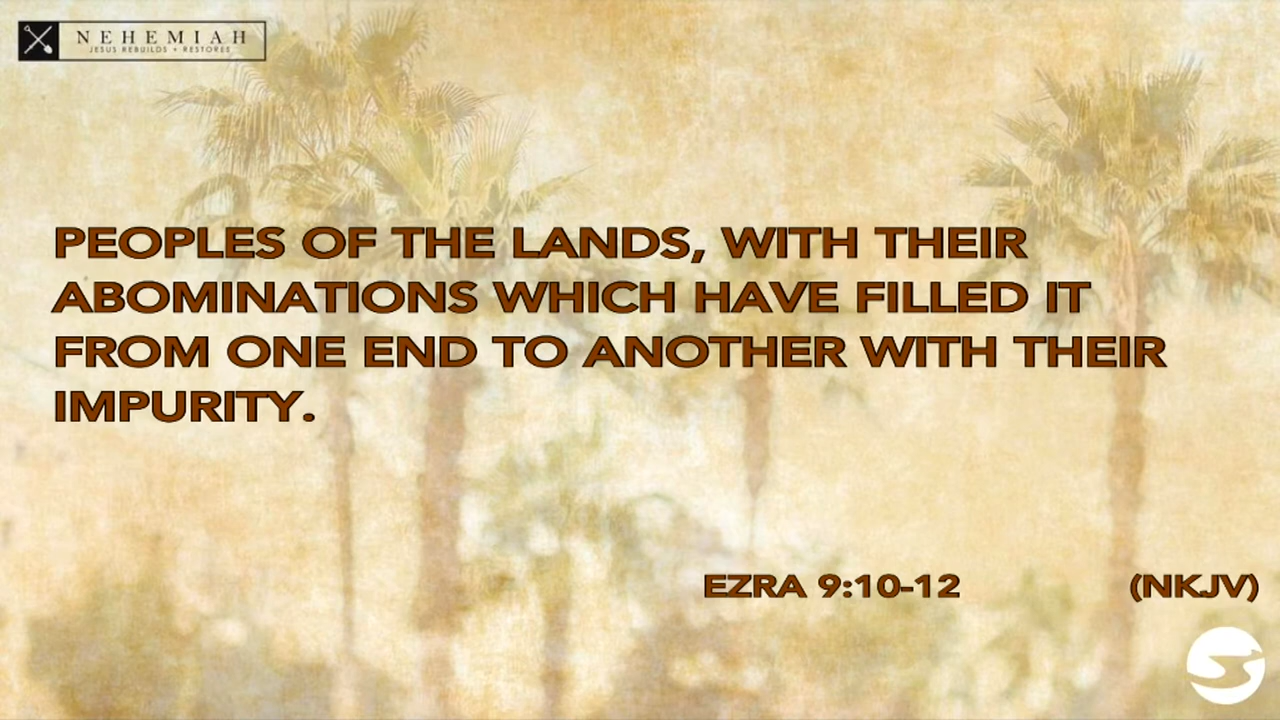 NEHEMIAH
JESUS REBUILDS + RESTORES
PEOPLES OF THE LANDS, WITH THEIR
ABOMINATIONS WHICH HAVE FILLED IT
FROM ONE END TO ANOTHER WITH THEIR
IMPURITY.
EZRA 9:10-12 (NKJV)